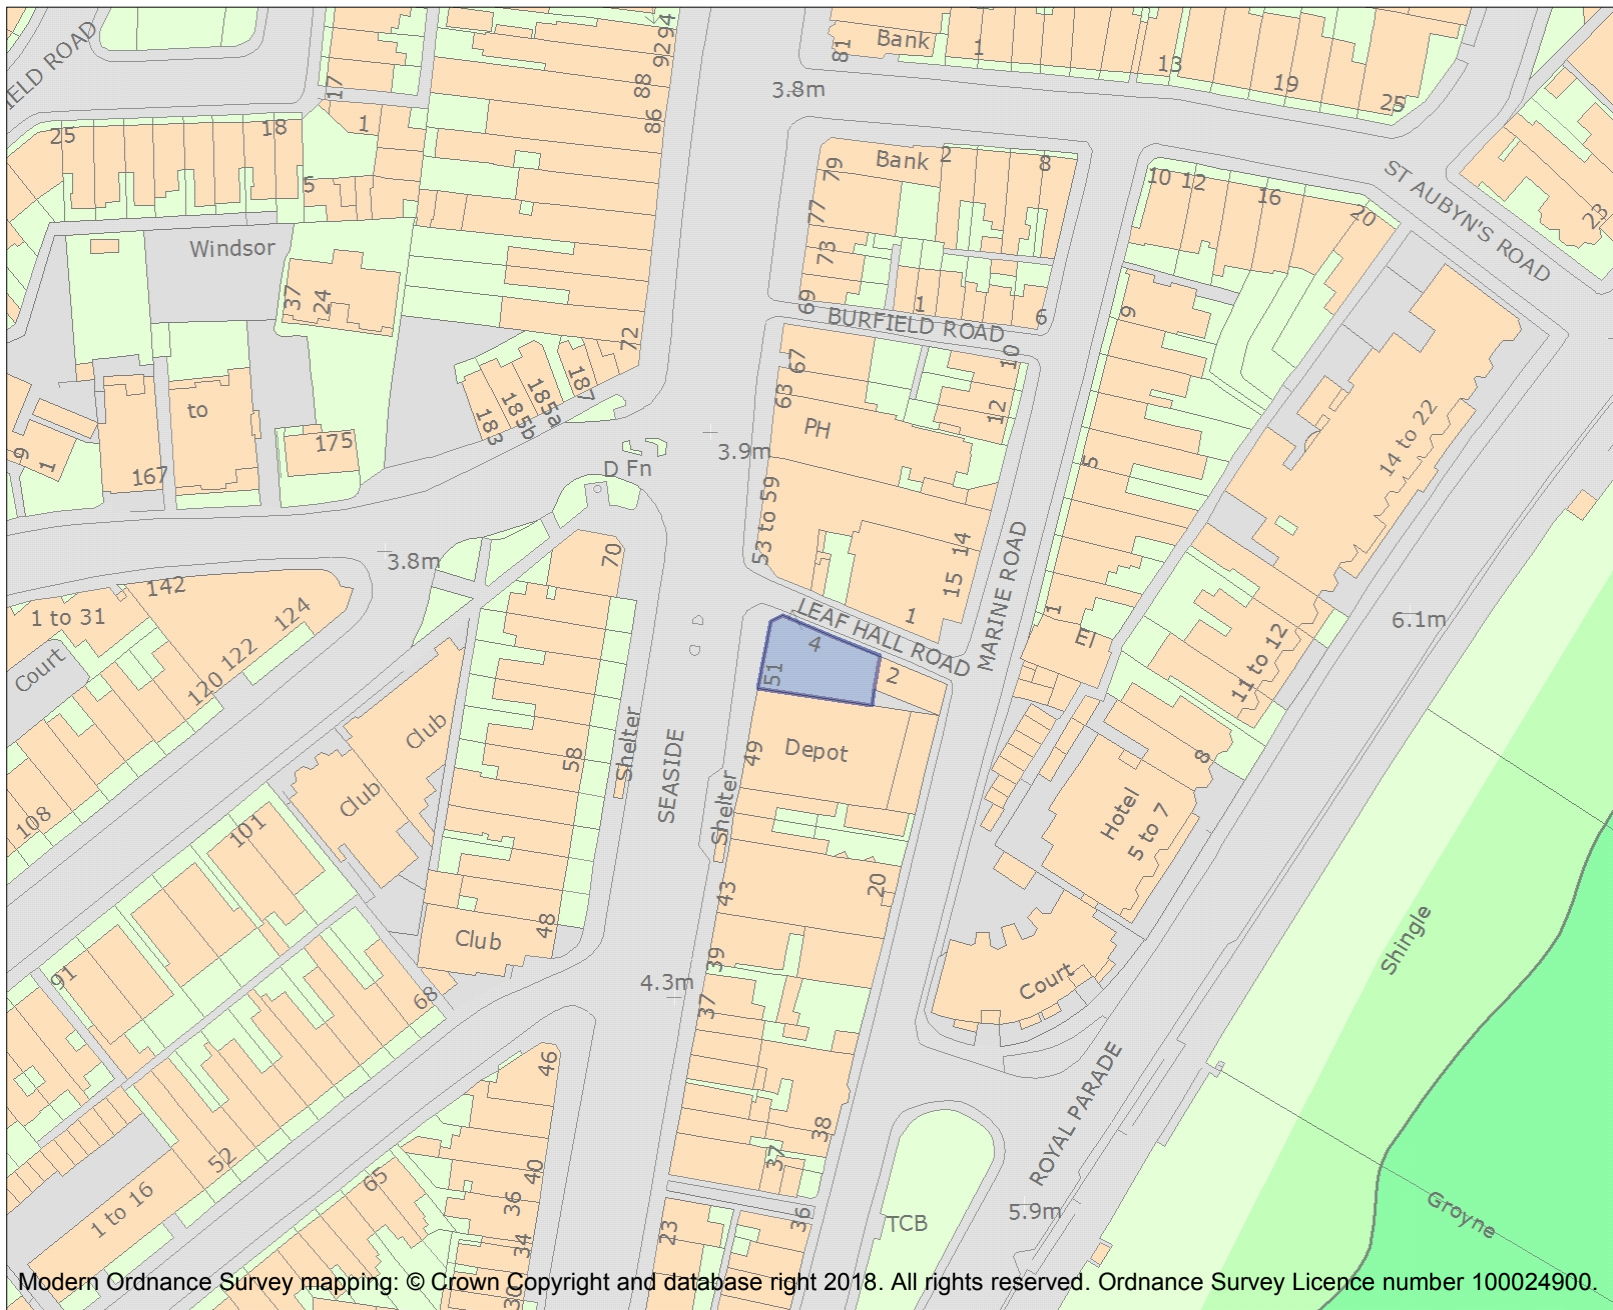 IELD ROAD
94
92
88
86
81
Bank
1
13
19
25
3.8m
17
1
25
18
5
79
Bank
2
8
77
73
69
1
6
BURFIELD ROAD
10 12
16
20
ST AUBYN'S ROAD
23
Windsor
37
24
72
9
67
63
10
12
PH
187
185a
185b
183
to
175
167
9
1
3.9m
D Fn
5
14 to 22
53 to 59
14
15
1
MARINE ROAD
3.8m
70
142
1 to 31
124
122
120
Court
LEAF HALL ROAD
4
51
2
1
El
6.1m
11 to 12
Club
Club
58
Shelter
SEASIDE
49
Depot
Shelter
8
Hotel
5 to 7
108
101
43
20
Club
48
39
Court
Shingle
91
68
4.3m
37
46
ROYAL PARADE
38
37
52
65
40
36
34
30
1 to 16
23
36
TCB
5.9m
Groyne
Modern Ordnance Survey mapping: © Crown Copyright and database right 2018. All rights reserved. Ordnance Survey Licence number 100024900.